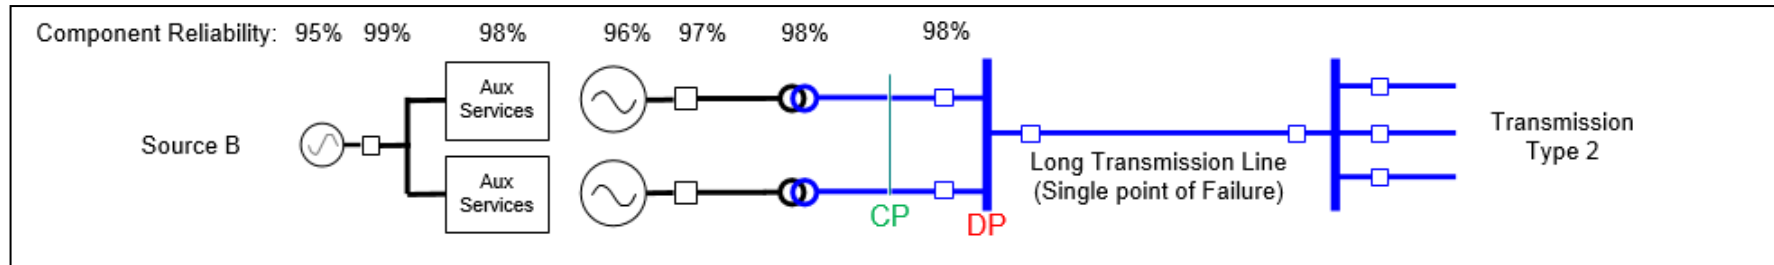 Component Reliability: 95% 99% 98% 96% 97% 98% 98%
Aux
Services
Source B
Aux
Services
CP
DP
Long Transmission Line
(Single point of Failure)
Transmission
Type 2